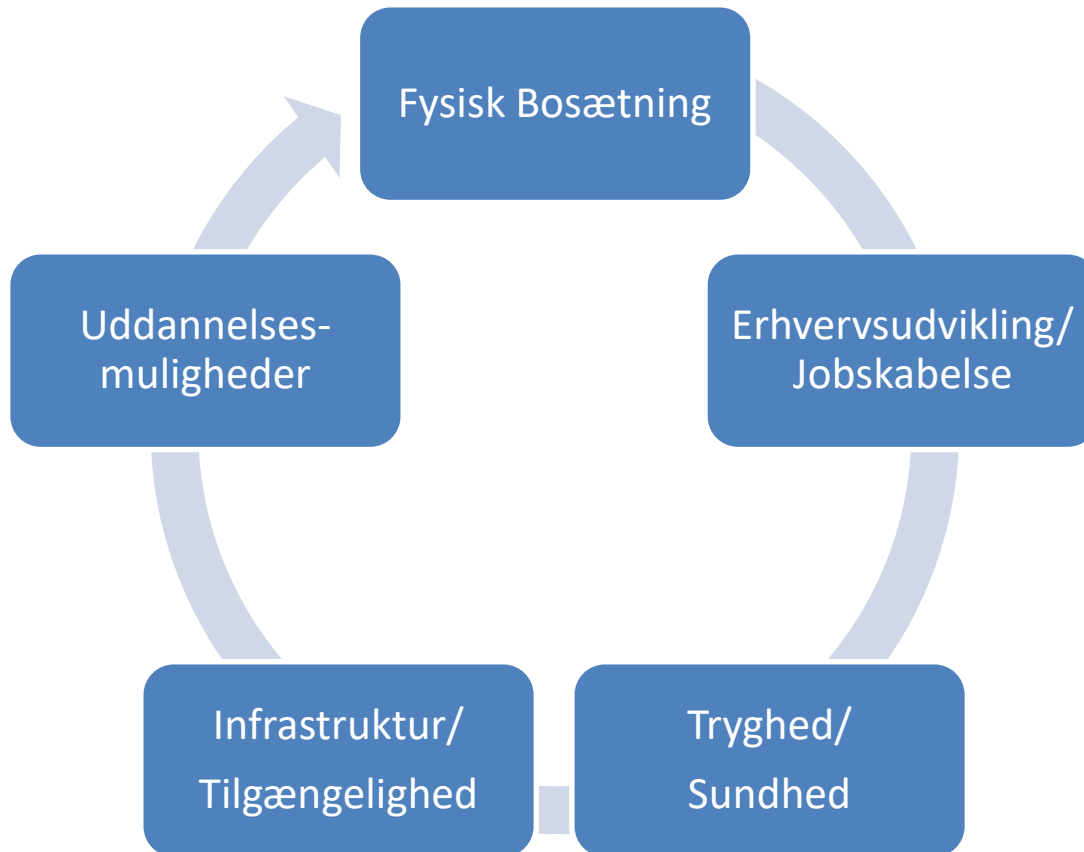 Fysisk Bosætning
Erhvervsudvikling/
Jobskabelse
Tryghed/
Sundhed
Infrastruktur/
Tilgængelighed
Uddannelses-
muligheder